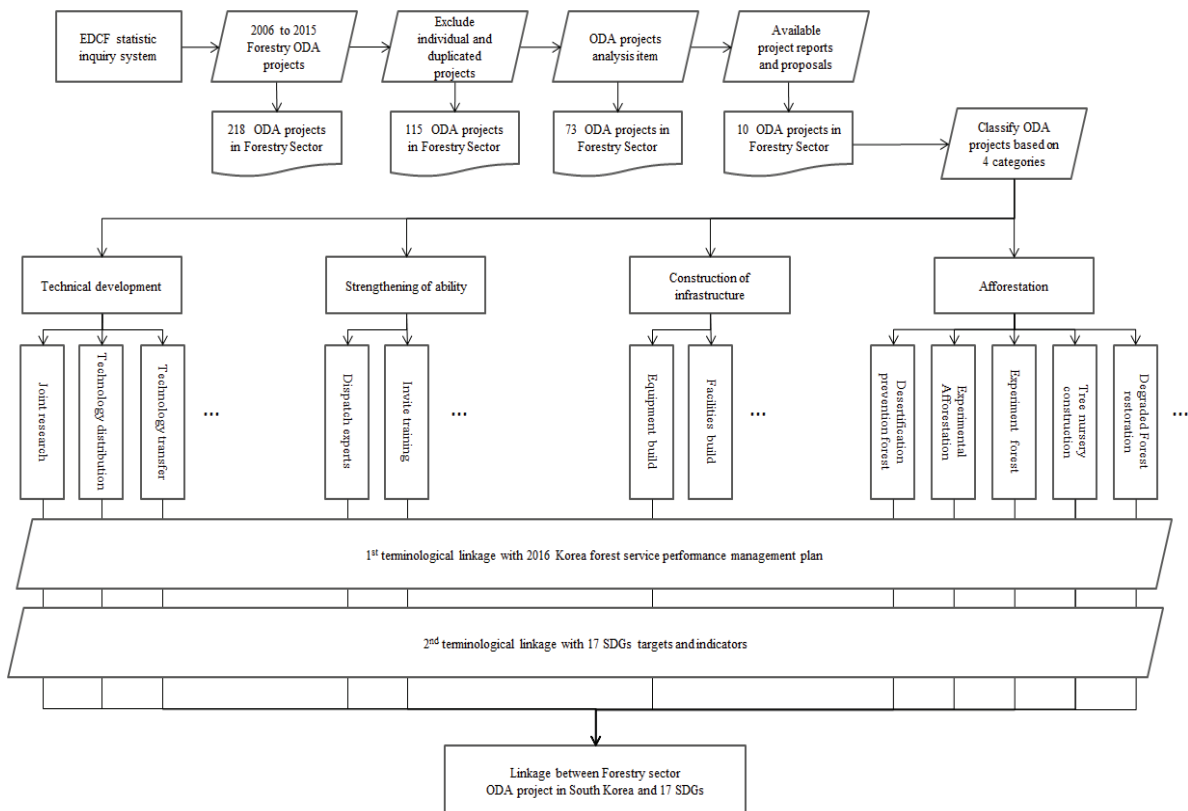 EDCF statistic
inquiry system
2006 to 2015
Forestry ODA
projects
Exclude
individual and
duplicated
projects
ODA projects
analysis item
Available
project reports
and proposals
218 ODA projects
in Forestry Sector
115 ODA projects
in Forestry Sector
73 ODA projects in
Forestry Sector
10 ODA projects in
Forestry Sector
Classify ODA
projects based on
4 categories
Technical development
Strengthening of ability
Construction of
infrastructure
Afforestation
Joint research
Technology distribution
Technology transfer
...
Dispatch experts
Invite training
...
Equipment build
Facilities build
...
Desertification
prevention forest
Experimental
Afforestation
Experiment forest
Tree nursery
construction
Degraded Forest
restoration
...
1st terminological linkage with 2016 Korea forest service performance management plan
2nd terminological linkage with 17 SDGs targets and indicators
Linkage between Forestry sector
ODA project in South Korea and 17 SDGs